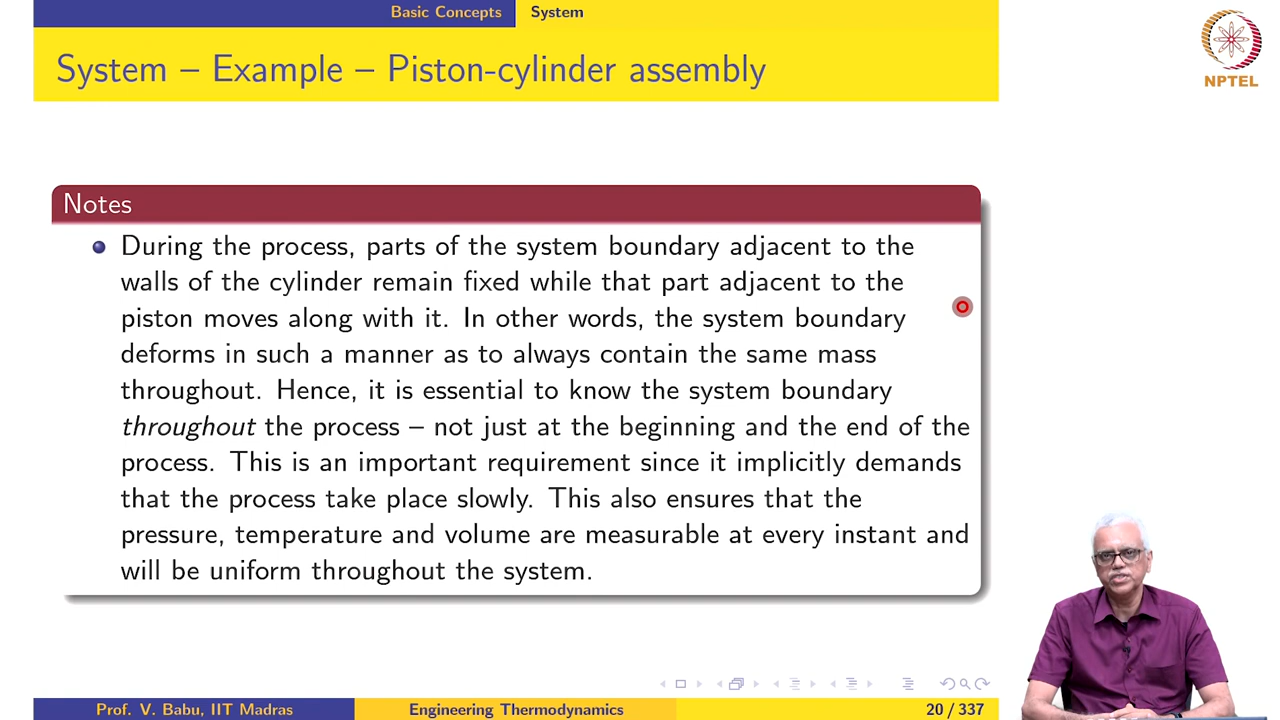 Basic Concepts System
System – Example – Piston-cylinder assembly
NPTEL
Notes
During the process, parts of the system boundary adjacent to the
walls of the cylinder remain fixed while that part adjacent to the
piston moves along with it. In other words, the system boundary
deforms in such a manner as to always contain the same mass
throughout. Hence, it is essential to know the system boundary
throughout the process – not just at the beginning and the end of the
process. This is an important requirement since it implicitly demands
that the process take place slowly. This also ensures that the
pressure, temperature and volume are measurable at every instant and
will be uniform throughout the system.
Prof. V. Babu, IIT Madras Engineering Thermodynamics 20 / 337